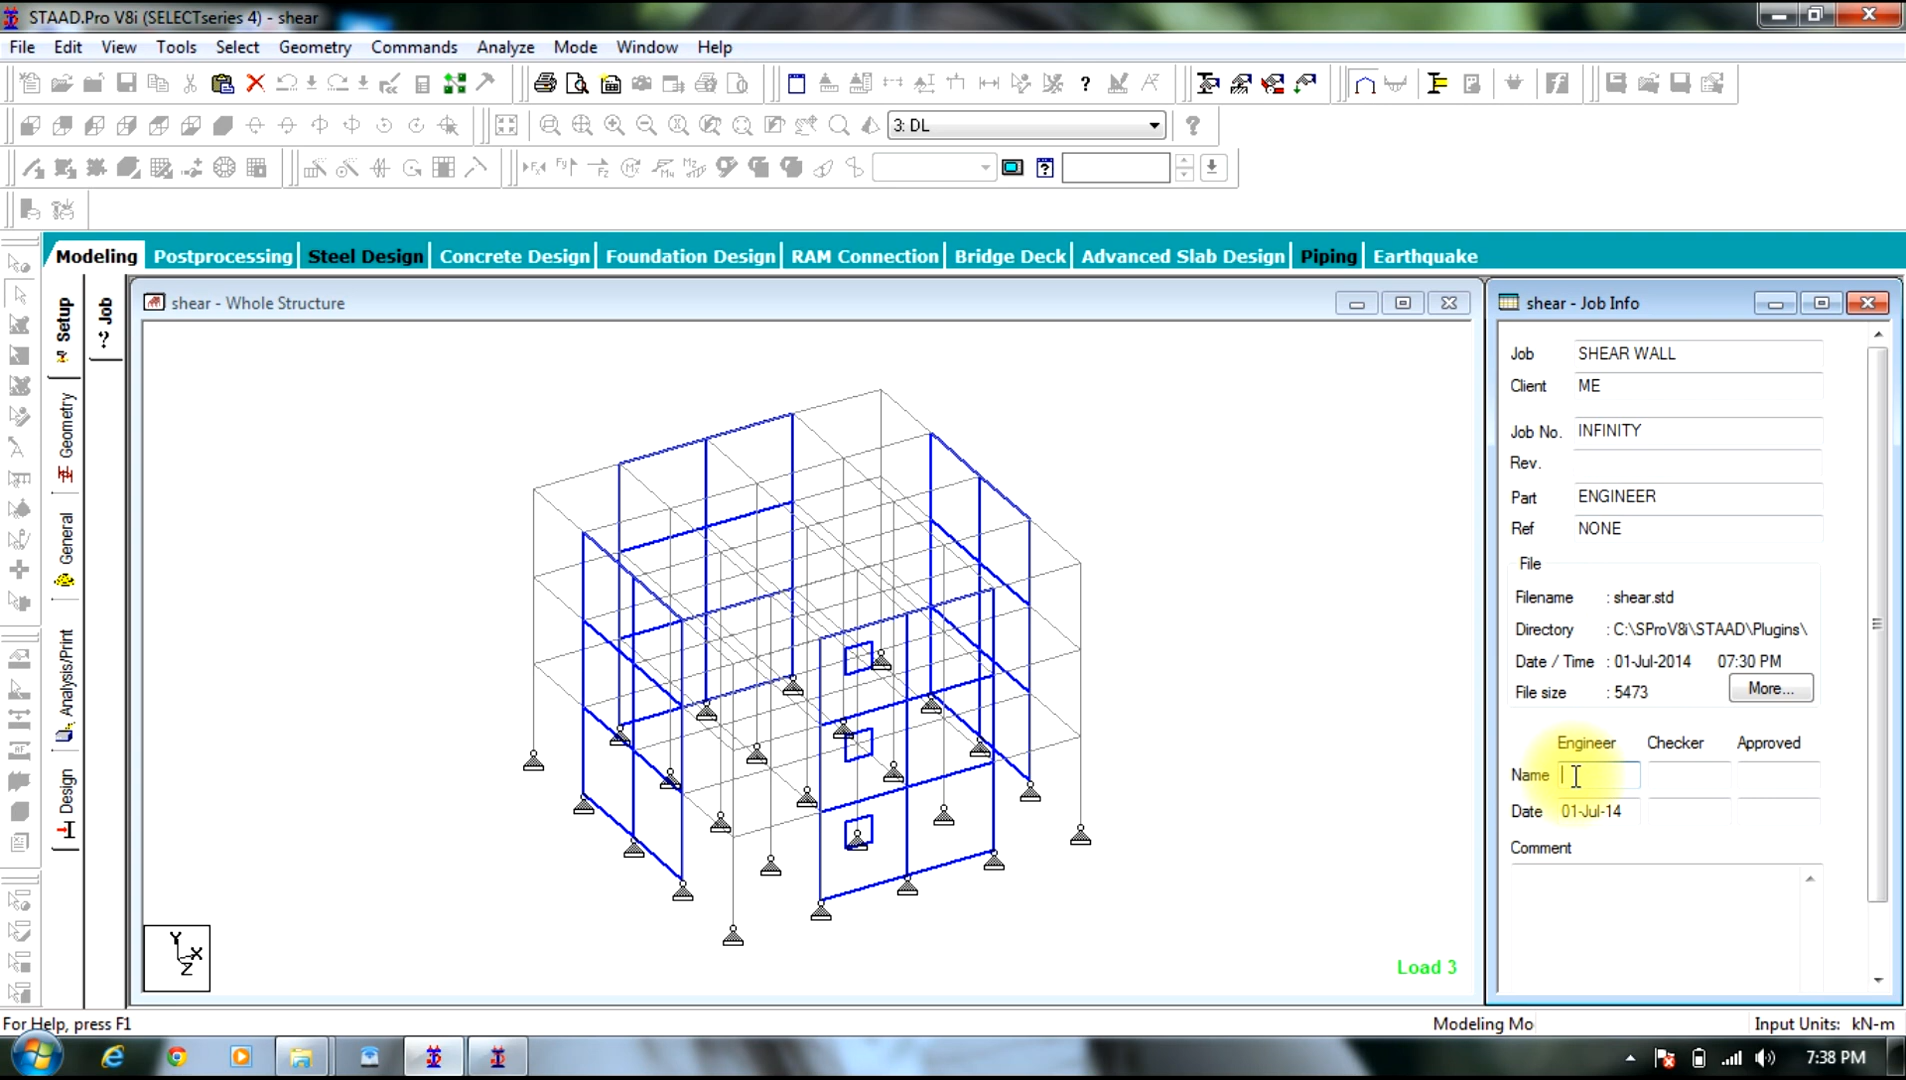 STAAD.Pro V8i (SELECTseries 4) - shear
File Edit View Tools Select Geometry Commands Analyze Mode Window Help
3: DL
Modeling Postprocessing Steel Design Concrete Design Foundation Design RAM Connection Bridge Deck Advanced Slab Design Piping Earthquake
Setup
Geometry
General
Analysis/Print
Design
Job
shear - Whole Structure
Y
X
Z
Load 3
shear - Job Info
Job SHEAR WALL
Client ME
Job No. INFINITY
Rev.
Part ENGINEER
Ref NONE
File
Filename : shear.std
Directory : C:\SProV8i\STAAD\Plugins\
Date / Time : 01-Jul-2014 07:30 PM
File size : 5473 More...
Engineer Checker Approved
Name
Date 01-Jul-14
Comment
For Help, press F1 Modeling Mo Input Units: kN-m
7:38 PM